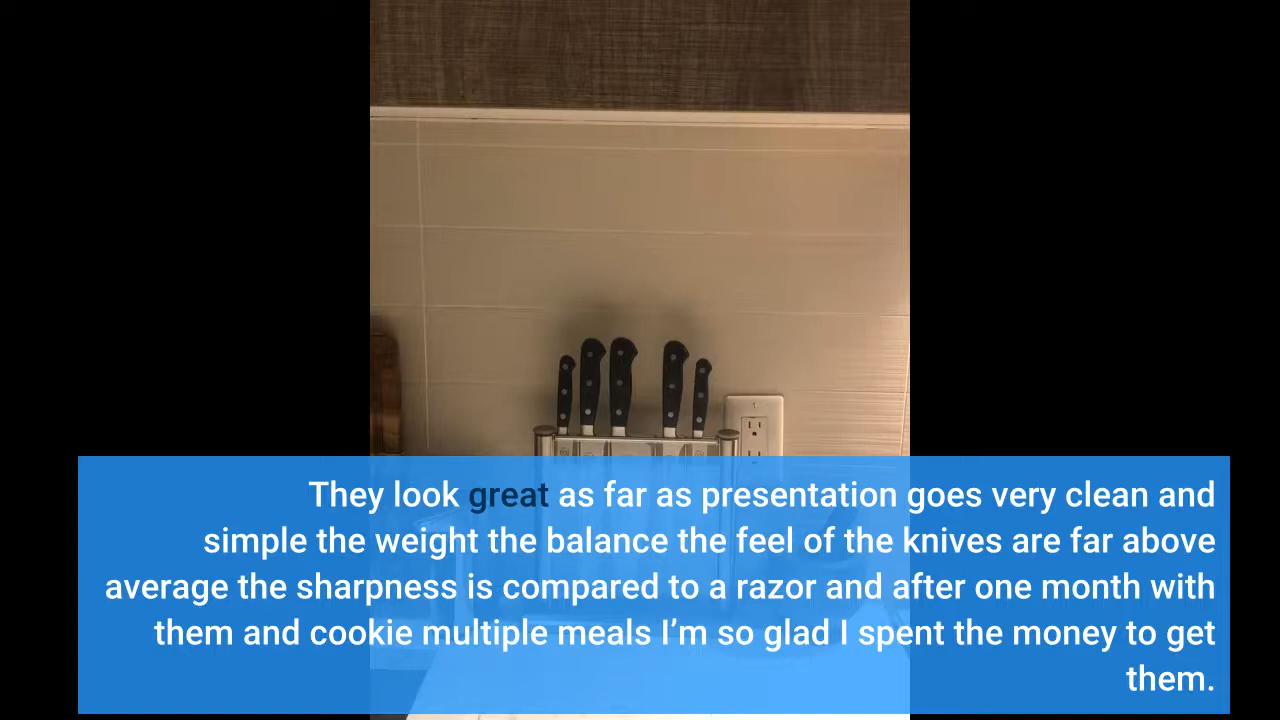 They look great as far as presentation goes very clean and
simple the weight the balance the feel of the knives are far above
average the sharpness is compared to a razor and after one month with
them and cookie multiple meals I’m so glad I spent the money to get
them.